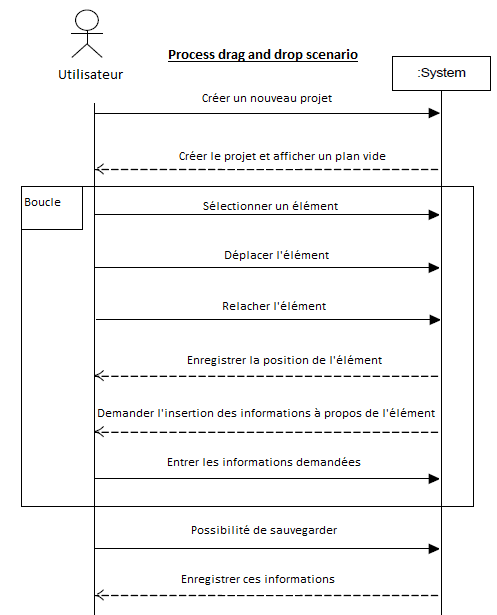 Process drag and drop scenario
Utilisateur
:System
Créer un nouveau projet
Créer le projet et afficher un plan vide
Boucle
Sélectionner un élément
Déplacer l'élément
Relacher l'élément
Enregistrer la position de l'élément
Demander l'insertion des informations à propos de l'élément
Entrer les informations demandées
Possibilité de sauvegarder
Enregistrer ces informations